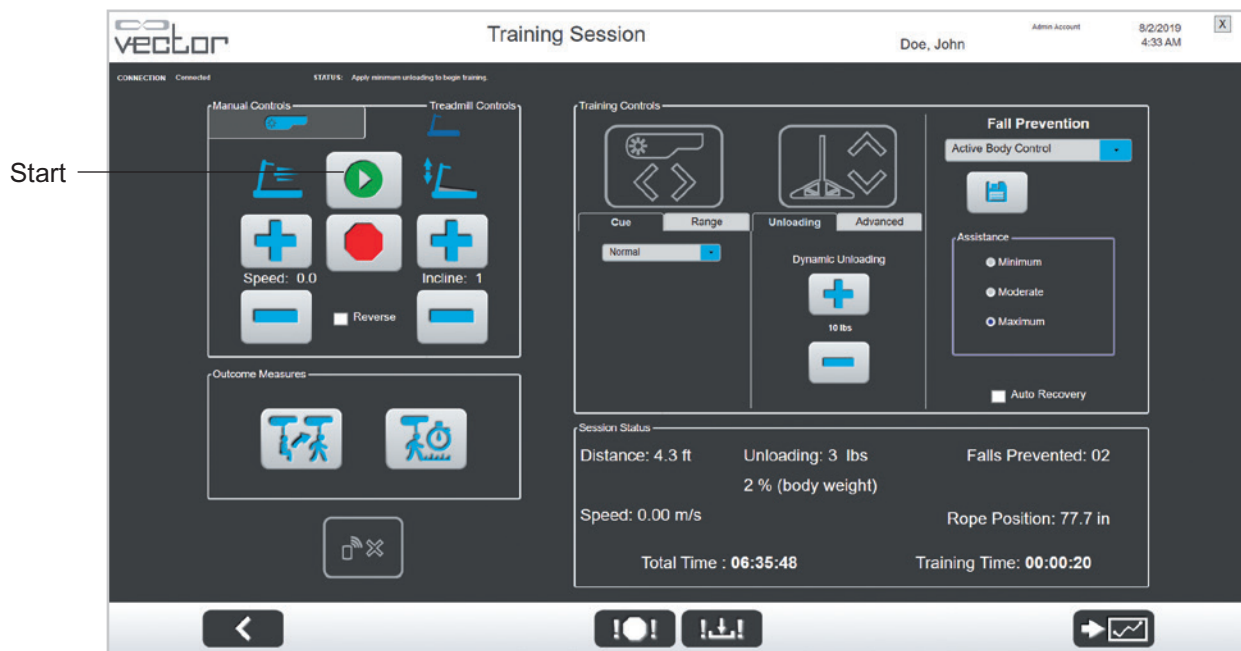 vector
Training Session
Doe, John
Admin Account
8/2/2019
4:33 AM
X
CONNECTION Connected
STATUS: Apply minimum unloading to begin training.
Start
Manual Controls
Treadmill Controls
Speed: 0.0
Incline: 1
Reverse
Outcome Measures
Training Controls
Cue
Range
Normal
Unloading
Advanced
Dynamic Unloading
10 lbs
Fall Prevention
Active Body Control
Assistance
Minimum
Moderate
Maximum
Auto Recovery
Session Status
Distance: 4.3 ft
Unloading: 3 lbs
Falls Prevented: 02
2 % (body weight)
Speed: 0.00 m/s
Rope Position: 77.7 in
Total Time : 06:35:48
Training Time: 00:00:20